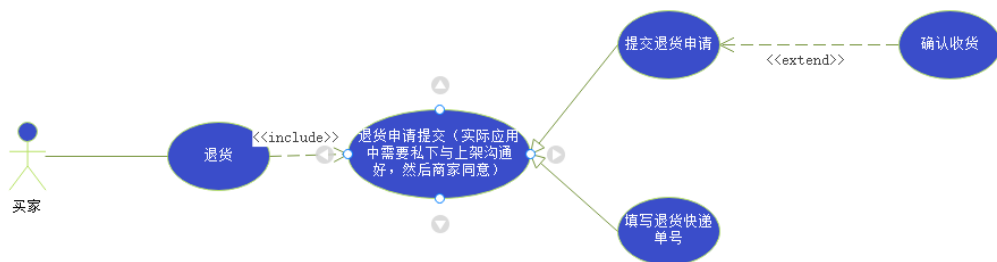 提交退货申请
确认收货
<<extend>>
<<include>>
退货
退货申请提交（实际应用
中需要私下与上架沟通
好，然后商家同意）
买家
填写退货快递
单号